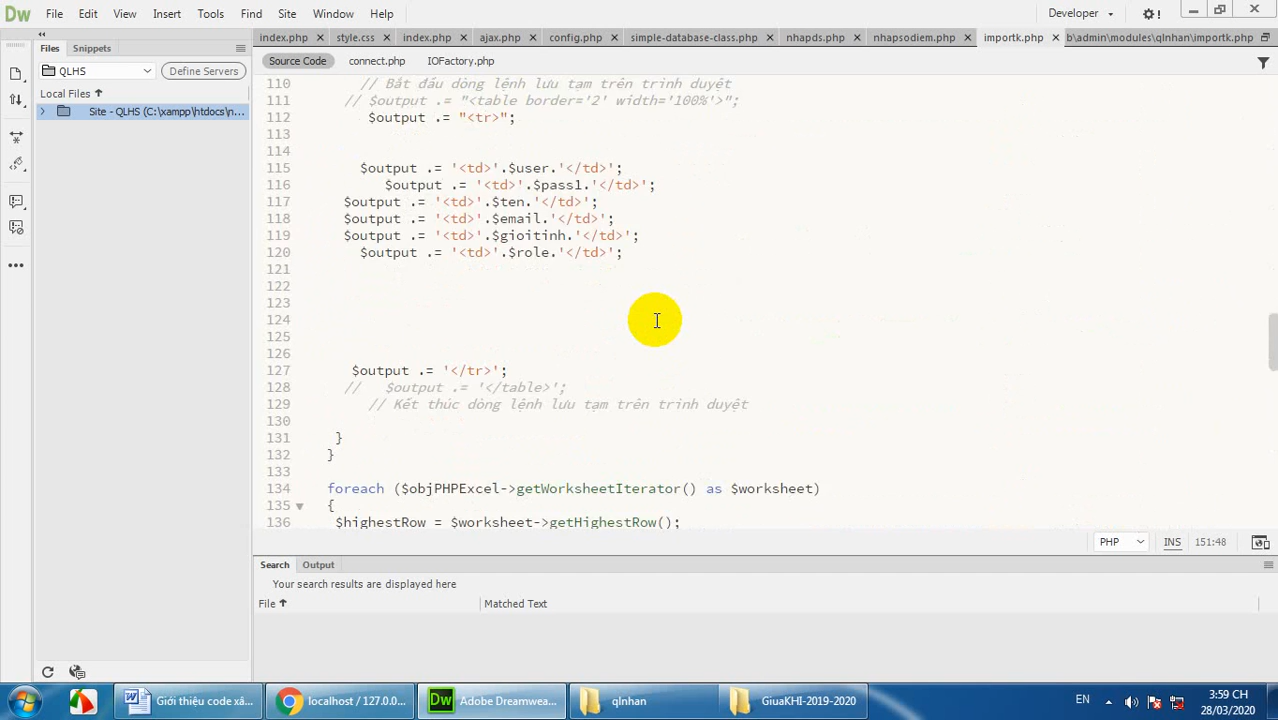 Dw File Edit View Insert Tools Find Site Window Help Developer
Files Snippets
index.php style.css index.php ajax.php config.php simple-database-class.php nhapds.php nhapsodiem.php importk.php b\admin\modules\qlnhan\importk.php
QLHS Define Servers
Source Code connect.php IOFactory.php
Local Files
Site - QLHS (C:\xampp\htdocs\n...
110 // Bắt đầu dòng lệnh lưu tạm trên trình duyệt
111 // $output .= "<table border='2' width='100%'>";
112 $output .= "<tr>";
113
114
115 $output .= '<td>'.$user.'</td>';
116 $output .= '<td>'.$pass1.'</td>';
117 $output .= '<td>'.$ten.'</td>';
118 $output .= '<td>'.$email.'</td>';
119 $output .= '<td>'.$gioitinh.'</td>';
120 $output .= '<td>'.$role.'</td>';
121
122
123
124
125
126
127 $output .= '</tr>';
128 // $output .= '</table>';
129 // Kết thúc dòng lệnh lưu tạm trên trình duyệt
130
131 }
132 }
133
134 foreach ($objPHPExcel->getWorksheetIterator() as $worksheet)
135 {
136 $highestRow = $worksheet->getHighestRow();
PHP INS 151:48
Search Output
Your search results are displayed here
File Matched Text
Giới thiệu code xâ... localhost / 127.0.0... Dw Adobe Dreamwea... qlnhan GiuaKHI-2019-2020 EN 3:59 CH
28/03/2020